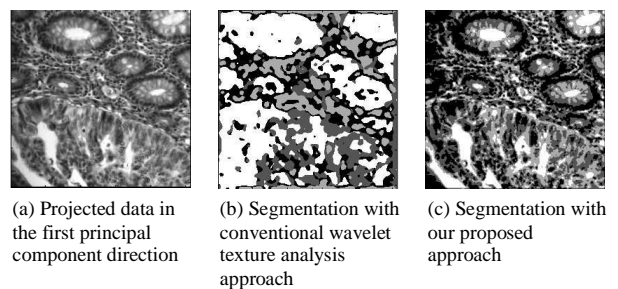 (a) Projected data in
the first principal
component direction
(b) Segmentation with
conventional wavelet
texture analysis
approach
(c) Segmentation with
our proposed
approach